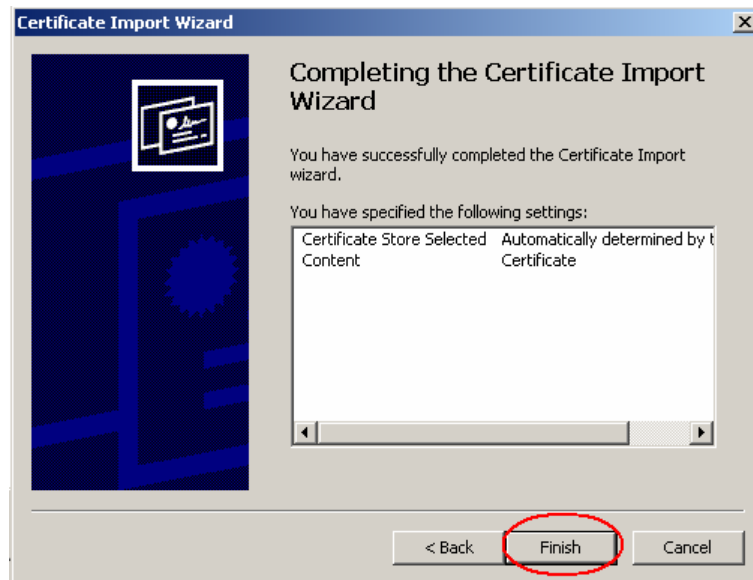 Certificate Import Wizard
Completing the Certificate Import
Wizard
You have successfully completed the Certificate Import
wizard.
You have specified the following settings:
Certificate Store Selected Automatically determined by t
Content Certificate
< Back Finish Cancel